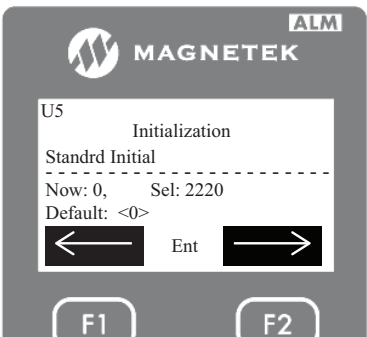 ALM
MAGNETEK
U5
Initialization
Standrd Initial
Now: 0, Sel: 2220
Default: <0>
Ent
F1 F2